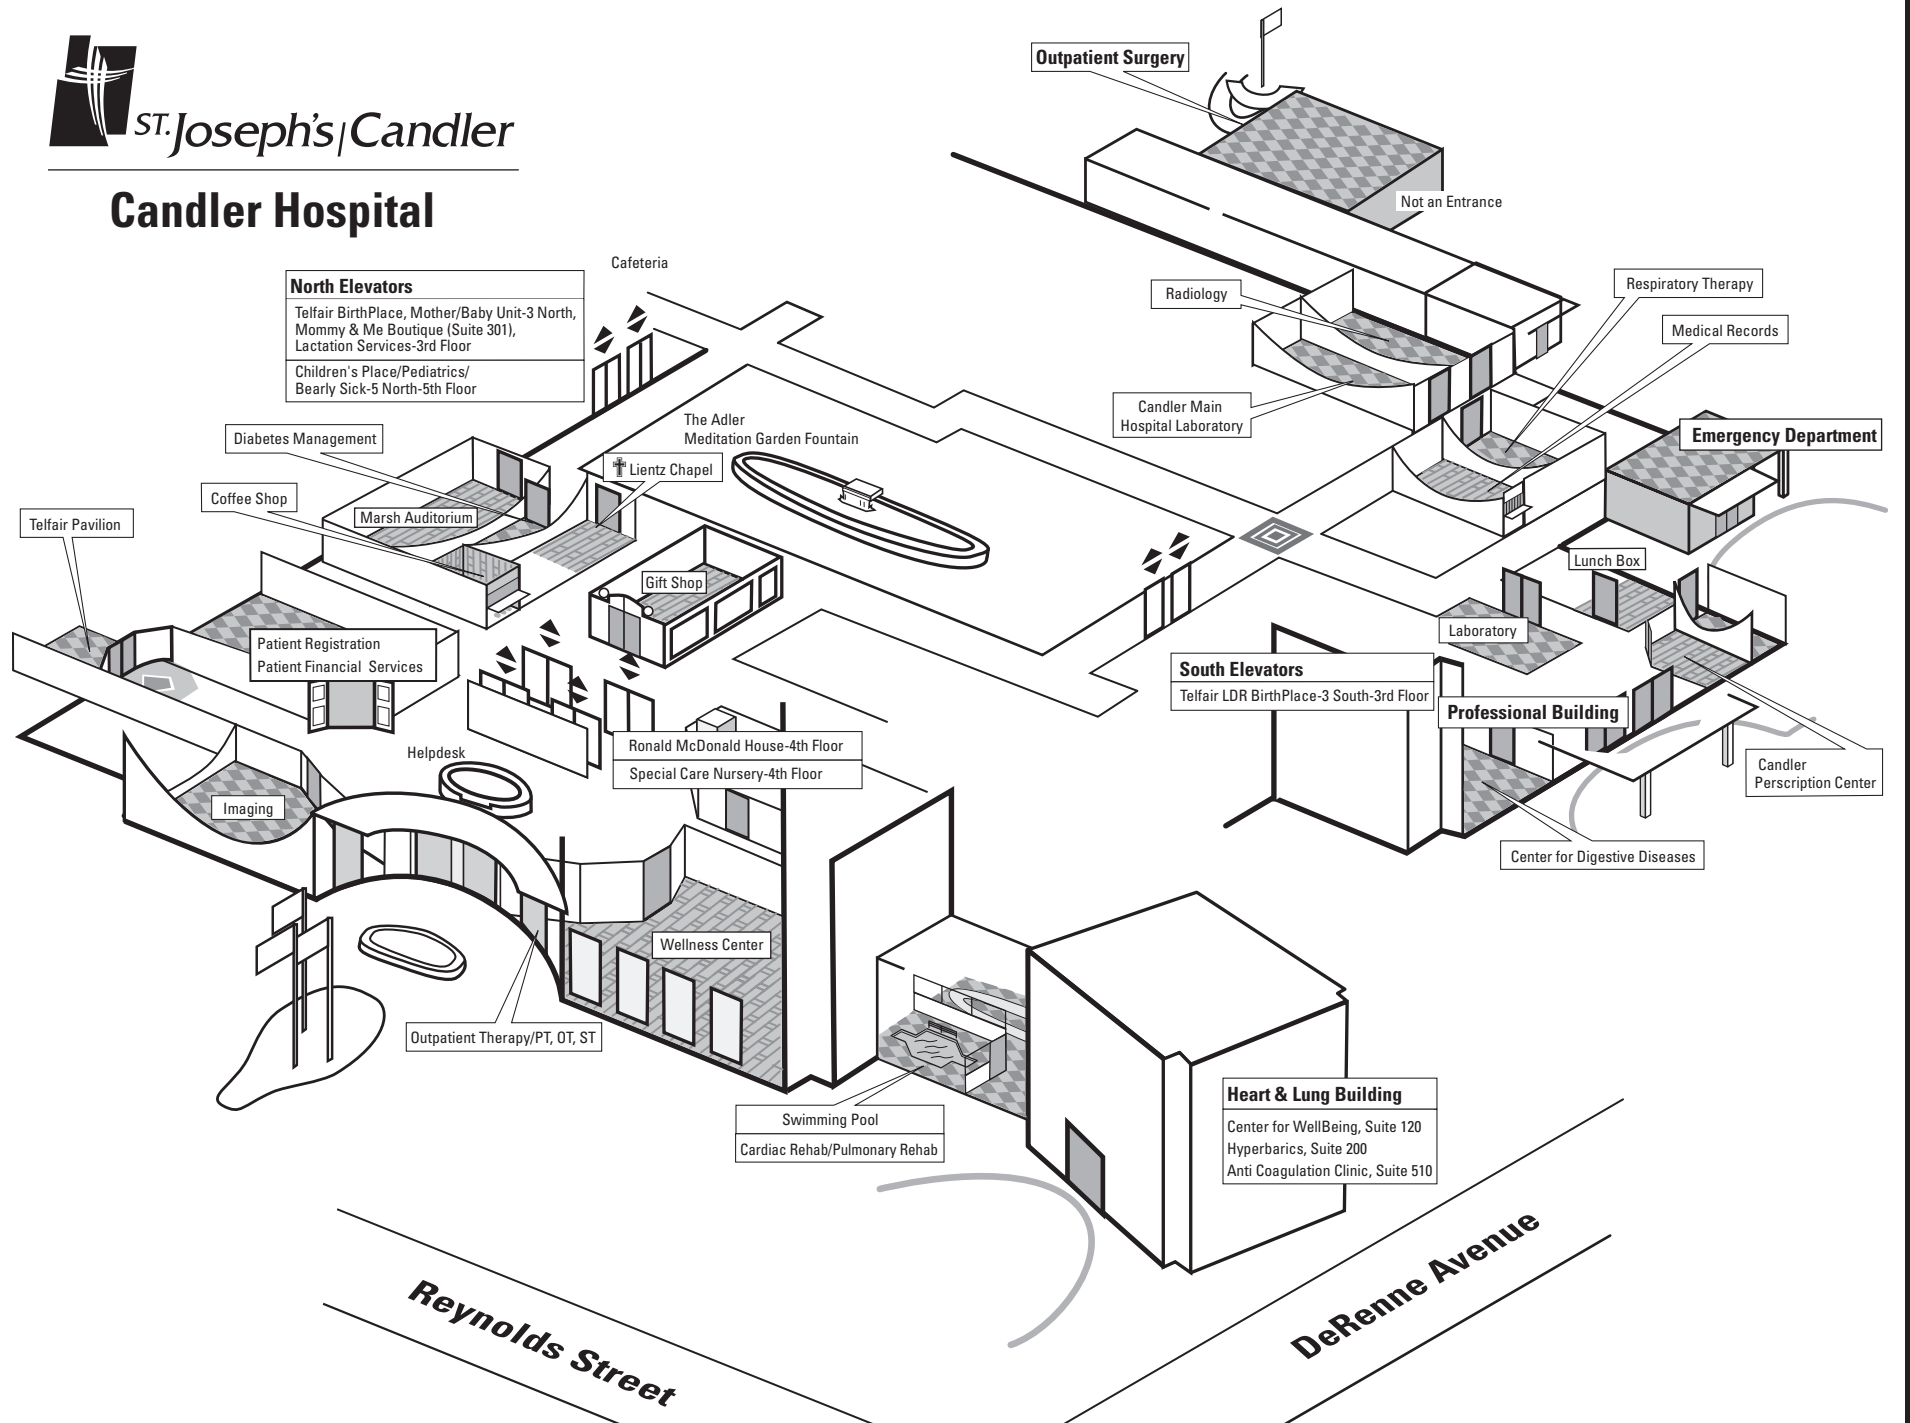 ST. Joseph's | Candler
Candler Hospital
Outpatient Surgery
Not an Entrance
Cafeteria
North Elevators
Telfair BirthPlace, Mother/Baby Unit-3 North,
Mommy & Me Boutique (Suite 301),
Lactation Services-3rd Floor
Children's Place/Pediatrics/
Bearly Sick-5 North-5th Floor
Radiology
Respiratory Therapy
Medical Records
Candler Main
Hospital Laboratory
Emergency Department
The Adler
Meditation Garden Fountain
Diabetes Management
Lientz Chapel
Coffee Shop
Marsh Auditorium
Telfair Pavilion
Gift Shop
Lunch Box
Laboratory
Patient Registration
Patient Financial Services
South Elevators
Telfair LDR BirthPlace-3 South-3rd Floor
Professional Building
Helpdesk
Ronald McDonald House-4th Floor
Special Care Nursery-4th Floor
Candler
Perscription Center
Imaging
Center for Digestive Diseases
Wellness Center
Outpatient Therapy/PT, OT, ST
Swimming Pool
Cardiac Rehab/Pulmonary Rehab
Heart & Lung Building
Center for WellBeing, Suite 120
Hyperbarics, Suite 200
Anti Coagulation Clinic, Suite 510
Reynolds Street
DeRenne Avenue